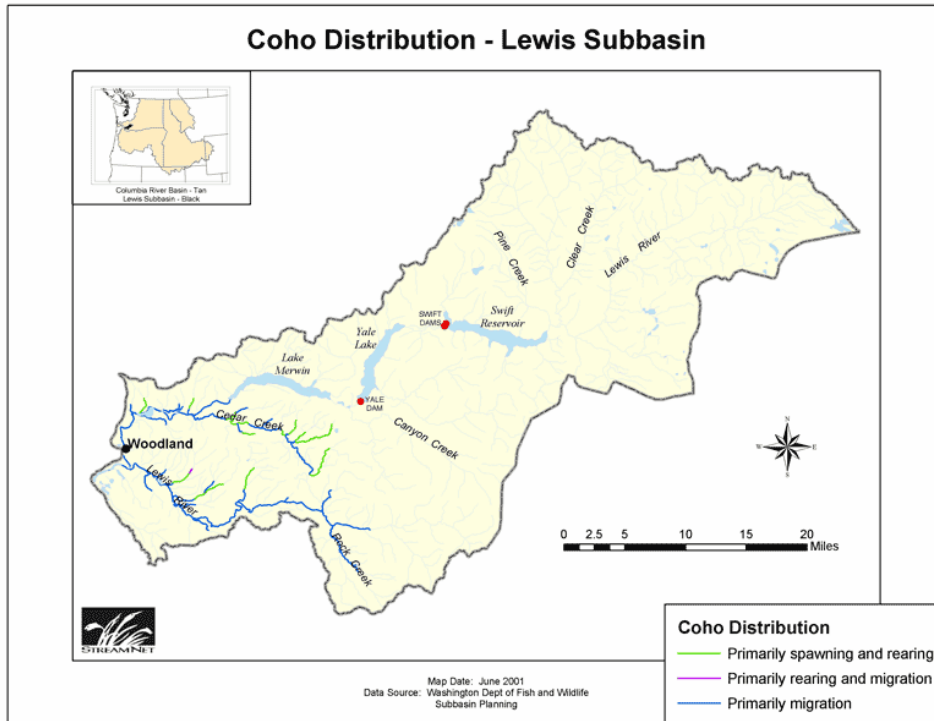 Coho Distribution - Lewis Subbasin
Columbia River Basin - Tan
Lewis Subbasin - Black
Pine Creek
Clear Creek
Lewis River
SWIFT
DAMS
Swift
Reservoir
Yale
Lake
Lake
Merwin
YALE
DAM
Cedar Creek
Canyon Creek
Woodland
Lewis
River
Rock Creek
N
W
E
S
0 2.5 5 10 15 20
Miles
STREAMNET
Map Date: June 2001
Data Source: Washington Dept of Fish and Wildlife
Subbasin Planning
Coho Distribution
Primarily spawning and rearing
Primarily rearing and migration
Primarily migration